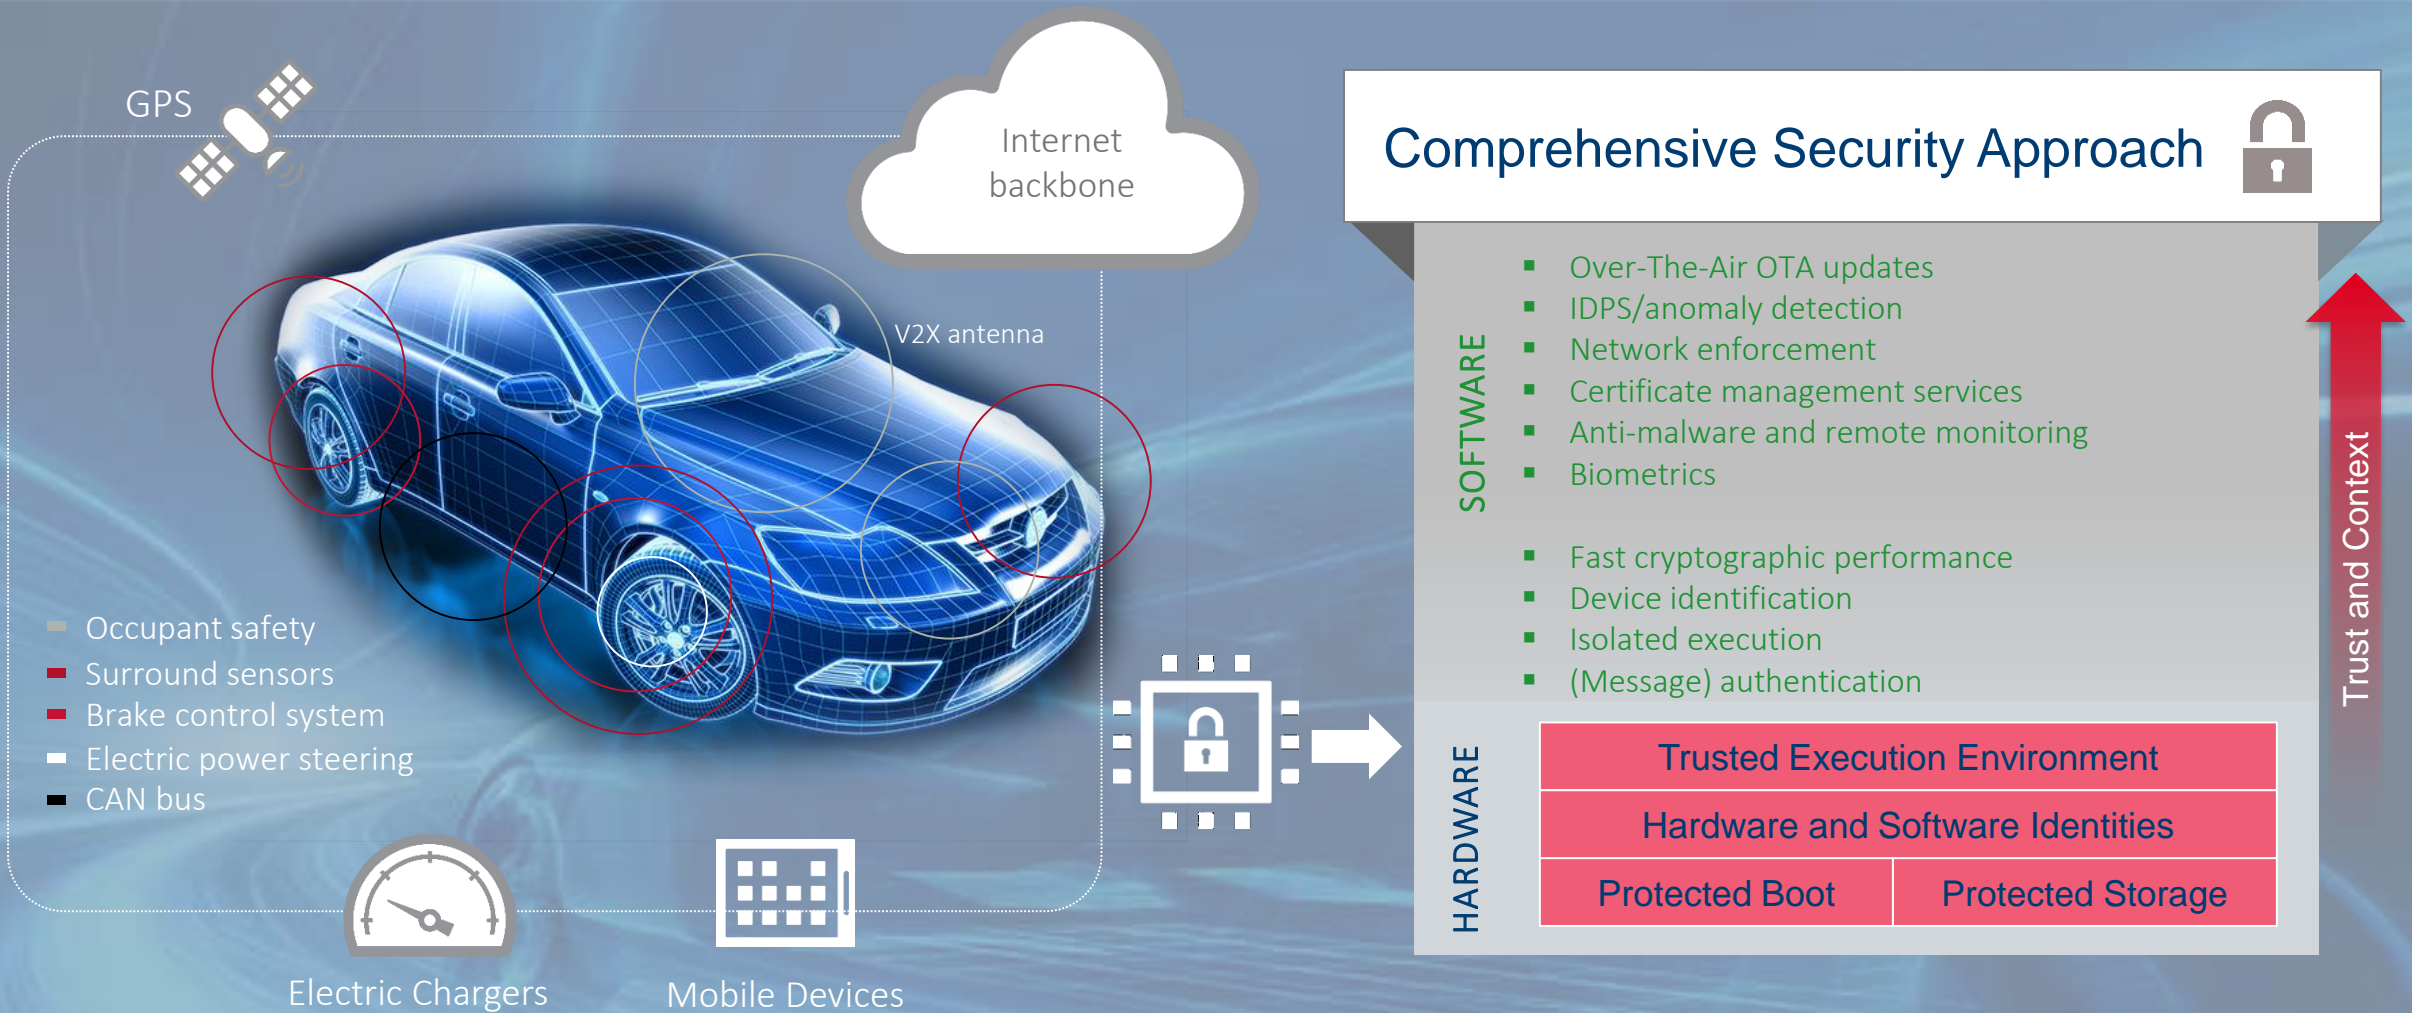 GPS
Internet
backbone
V2X antenna
Occupant safety
Surround sensors
Brake control system
Electric power steering
CAN bus
Electric Chargers
Mobile Devices
Comprehensive Security Approach
SOFTWARE
Over-The-Air OTA updates
IDPS/anomaly detection
Network enforcement
Certificate management services
Anti-malware and remote monitoring
Biometrics
Fast cryptographic performance
Device identification
Isolated execution
(Message) authentication
HARDWARE
Trusted Execution Environment
Hardware and Software Identities
Protected Boot
Protected Storage
Trust and Context